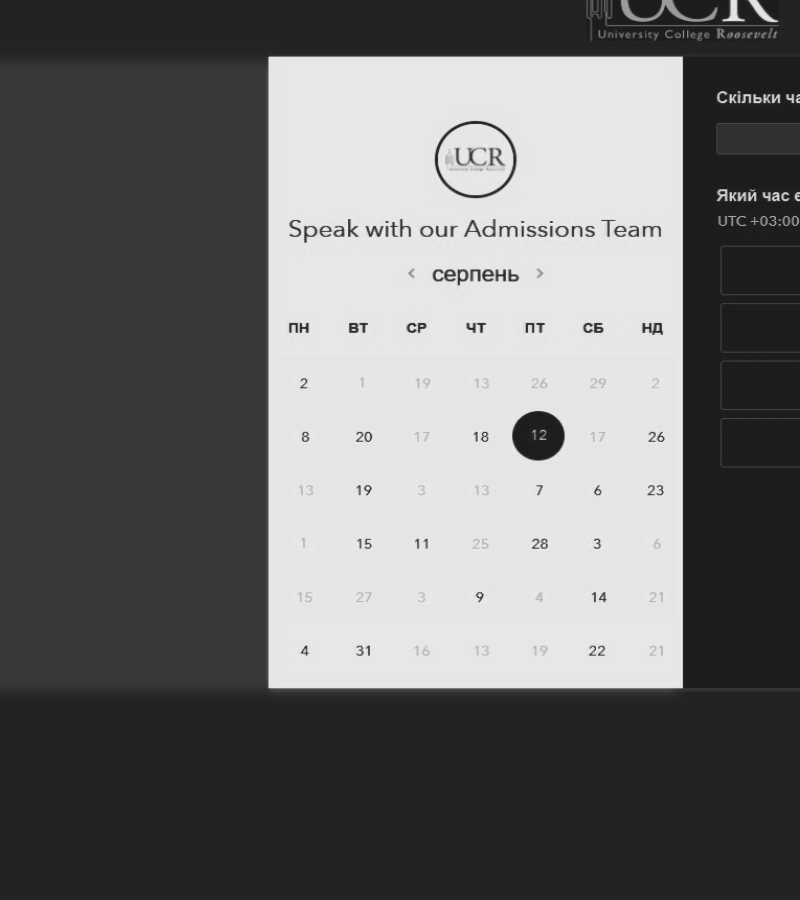 UCR
University College Roosevelt
UCR
University College Roosevelt
Speak with our Admissions Team
< серпень >
ПН ВТ СР ЧТ ПТ СБ НД
2 1 19 13 26 29 2
8 20 17 18 12 17 26
13 19 3 13 7 6 23
1 15 11 25 28 3 6
15 27 3 9 4 14 21
4 31 16 13 19 22 21
Скільки ча
Який час є
UTC +03:00